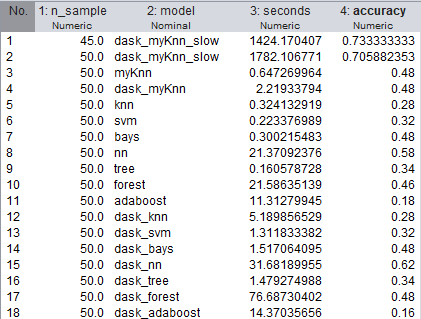 No. 1: n_sample 2: model 3: seconds 4: accuracy
Numeric Nominal Numeric Numeric
1 45.0 dask_myKnn_slow 1424.170407 0.733333333
2 50.0 dask_myKnn_slow 1782.106771 0.705882353
3 50.0 myKnn 0.647269964 0.48
4 50.0 dask_myKnn 2.21933794 0.48
5 50.0 knn 0.324132919 0.28
6 50.0 svm 0.223376989 0.32
7 50.0 bays 0.300215483 0.48
8 50.0 nn 21.37092376 0.58
9 50.0 tree 0.160578728 0.34
10 50.0 forest 21.58635139 0.46
11 50.0 adaboost 11.31279945 0.18
12 50.0 dask_knn 5.189856529 0.28
13 50.0 dask_svm 1.311833382 0.32
14 50.0 dask_bays 1.517064095 0.48
15 50.0 dask_nn 31.68189955 0.62
16 50.0 dask_tree 1.479274988 0.34
17 50.0 dask_forest 76.68730402 0.48
18 50.0 dask_adaboost 14.37035656 0.16